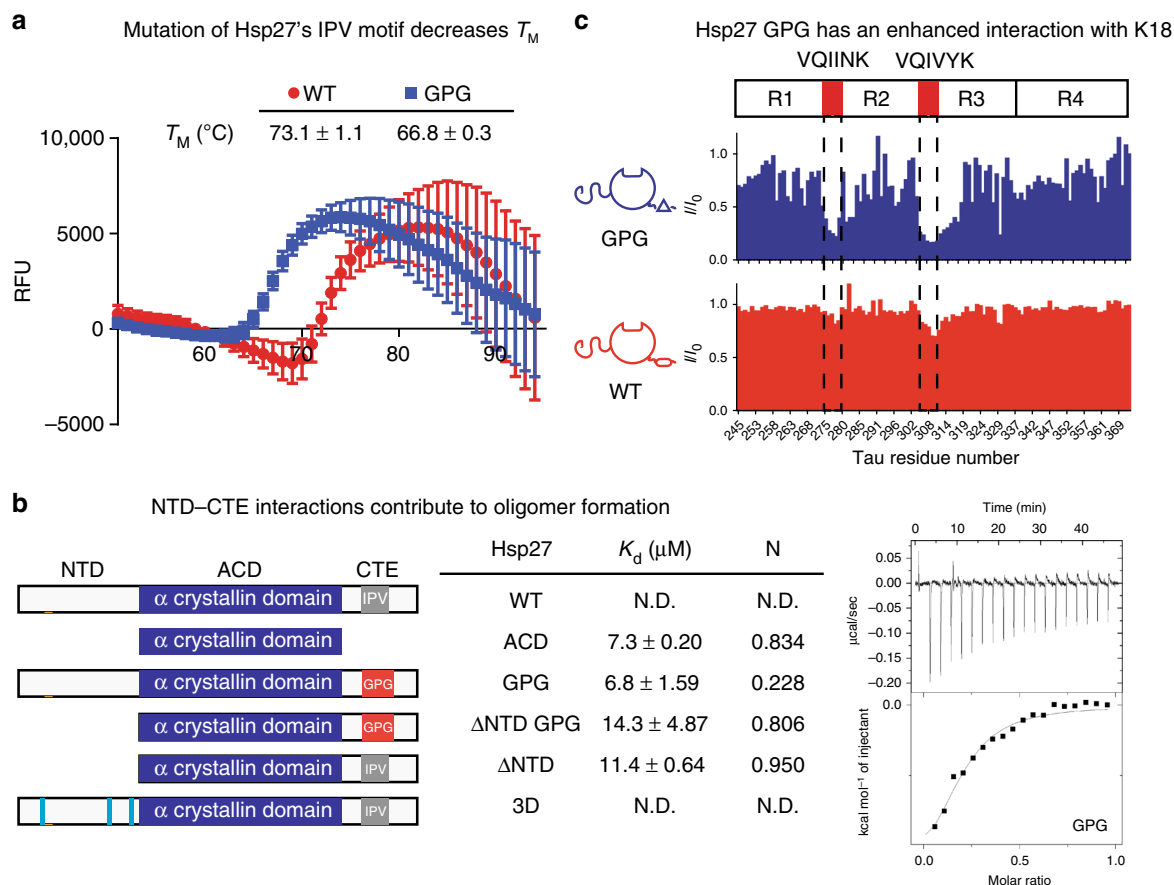 a
Mutation of Hsp27's IPV motif decreases TM
WT GPG
TM (°C) 73.1 ± 1.1 66.8 ± 0.3
10,000
5000
0
−5000
RFU
60 70 80 90
c
Hsp27 GPG has an enhanced interaction with K18
VQIINK VQIVYK
R1 R2 R3 R4
GPG
I/I0
1.0
0.5
0.0
WT
I/I0
1.0
0.5
0.0
245 253 258 263 268 275 280 285 291 296 302 308 314 319 324 329 337 342 347 352 357 361 369
Tau residue number
b
NTD–CTE interactions contribute to oligomer formation
NTD ACD CTE
α crystallin domain IPV
α crystallin domain
α crystallin domain GPG
α crystallin domain GPG
α crystallin domain IPV
α crystallin domain IPV
Hsp27 Kd (μM) N
WT N.D. N.D.
ACD 7.3 ± 0.20 0.834
GPG 6.8 ± 1.59 0.228
ΔNTD GPG 14.3 ± 4.87 0.806
ΔNTD 11.4 ± 0.64 0.950
3D N.D. N.D.
Time (min)
0 10 20 30 40
0.05
0.00
−0.05
−0.10
−0.15
−0.20
μcal/sec
0.0
kcal mol−1 of injectant
GPG
0.0 0.5 1.0
Molar ratio